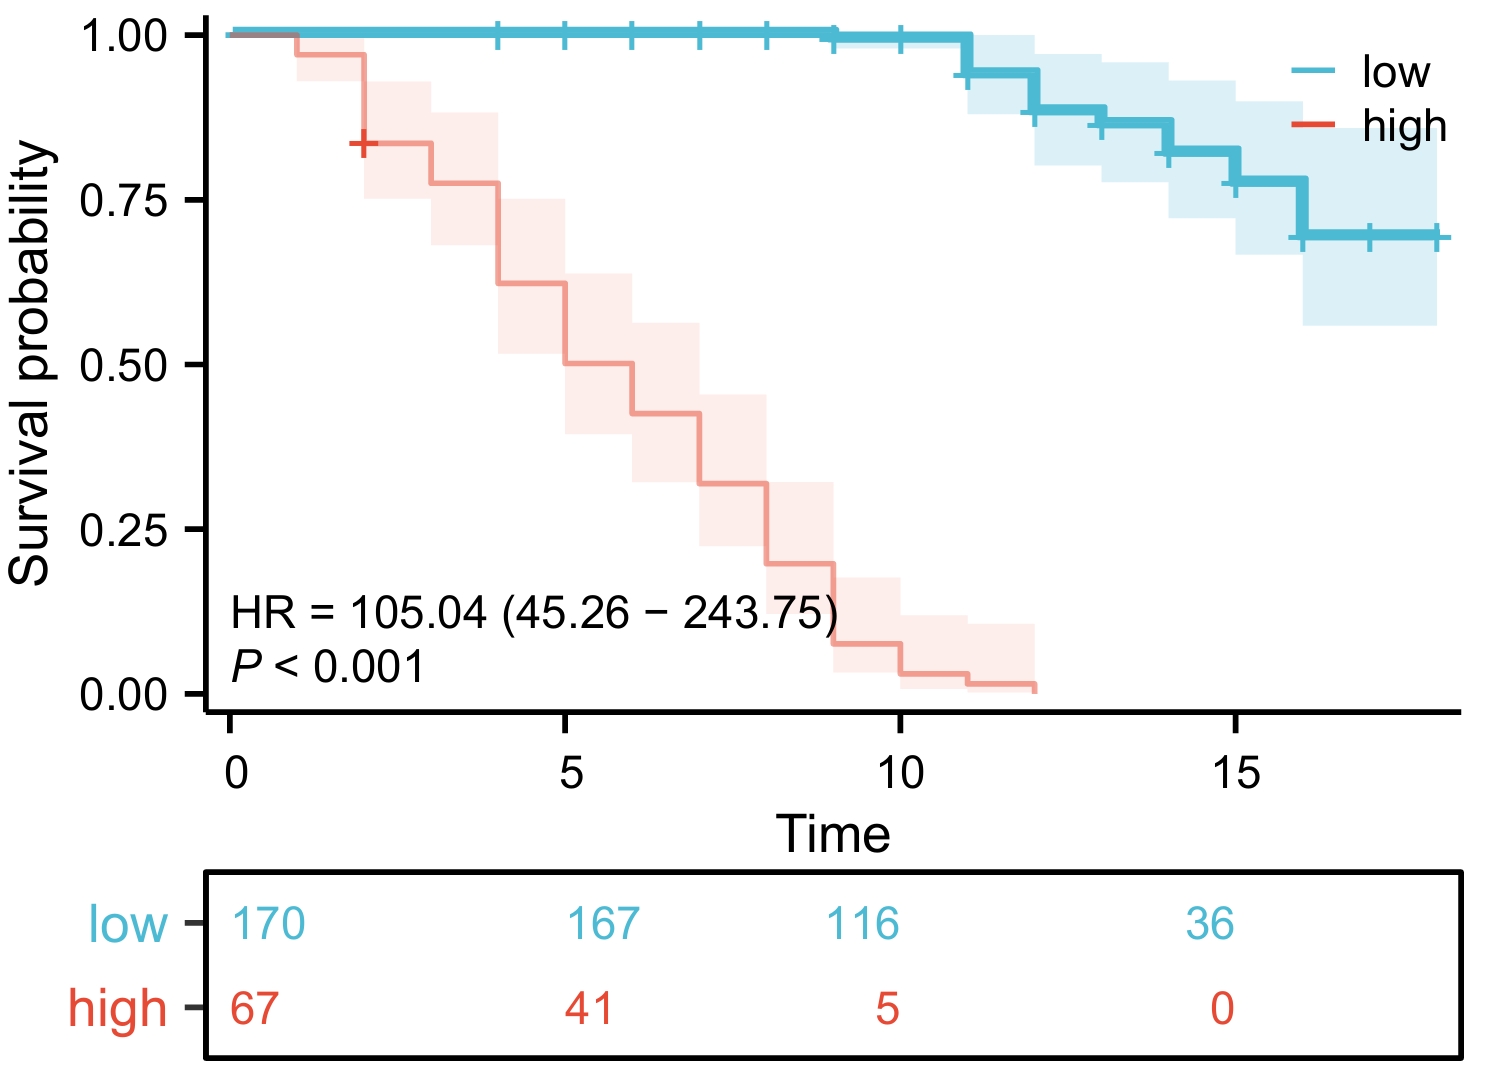 Survival probability
1.00
0.75
0.50
0.25
0.00
low
high
HR = 105.04 (45.26 − 243.75)
P < 0.001
0 5 10 15
Time
low 170 167 116 36
high 67 41 5 0